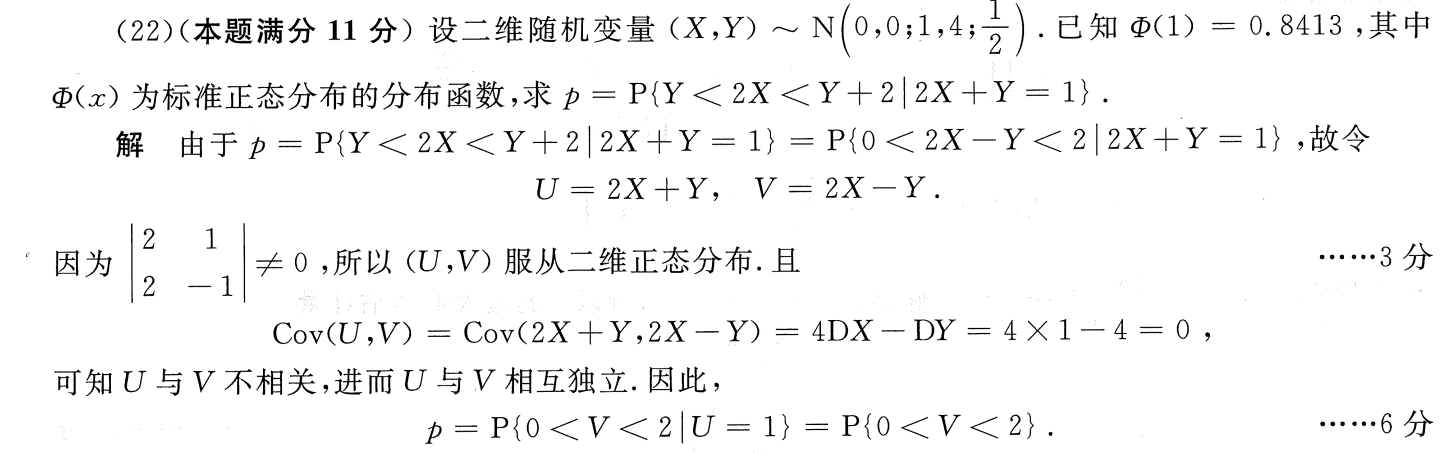 (22)(本题满分 11 分) 设二维随机变量 (X,Y) ~ N(0,0;1,4;1/2) .已知 Φ(1) = 0.8413 ,其中
Φ(x) 为标准正态分布的分布函数,求 p = P{Y < 2X < Y+2|2X+Y = 1} .
解 由于 p = P{Y < 2X < Y+2|2X+Y = 1} = P{0 < 2X-Y < 2|2X+Y = 1} ,故令
U = 2X+Y, V = 2X-Y .
因为 |2 1; 2 -1| ≠ 0 ,所以 (U,V) 服从二维正态分布. 且 ……3 分
Cov(U,V) = Cov(2X+Y,2X-Y) = 4DX-DY = 4×1-4 = 0 ,
可知 U 与 V 不相关,进而 U 与 V 相互独立. 因此,
p = P{0 < V < 2|U = 1} = P{0 < V < 2} . ……6 分